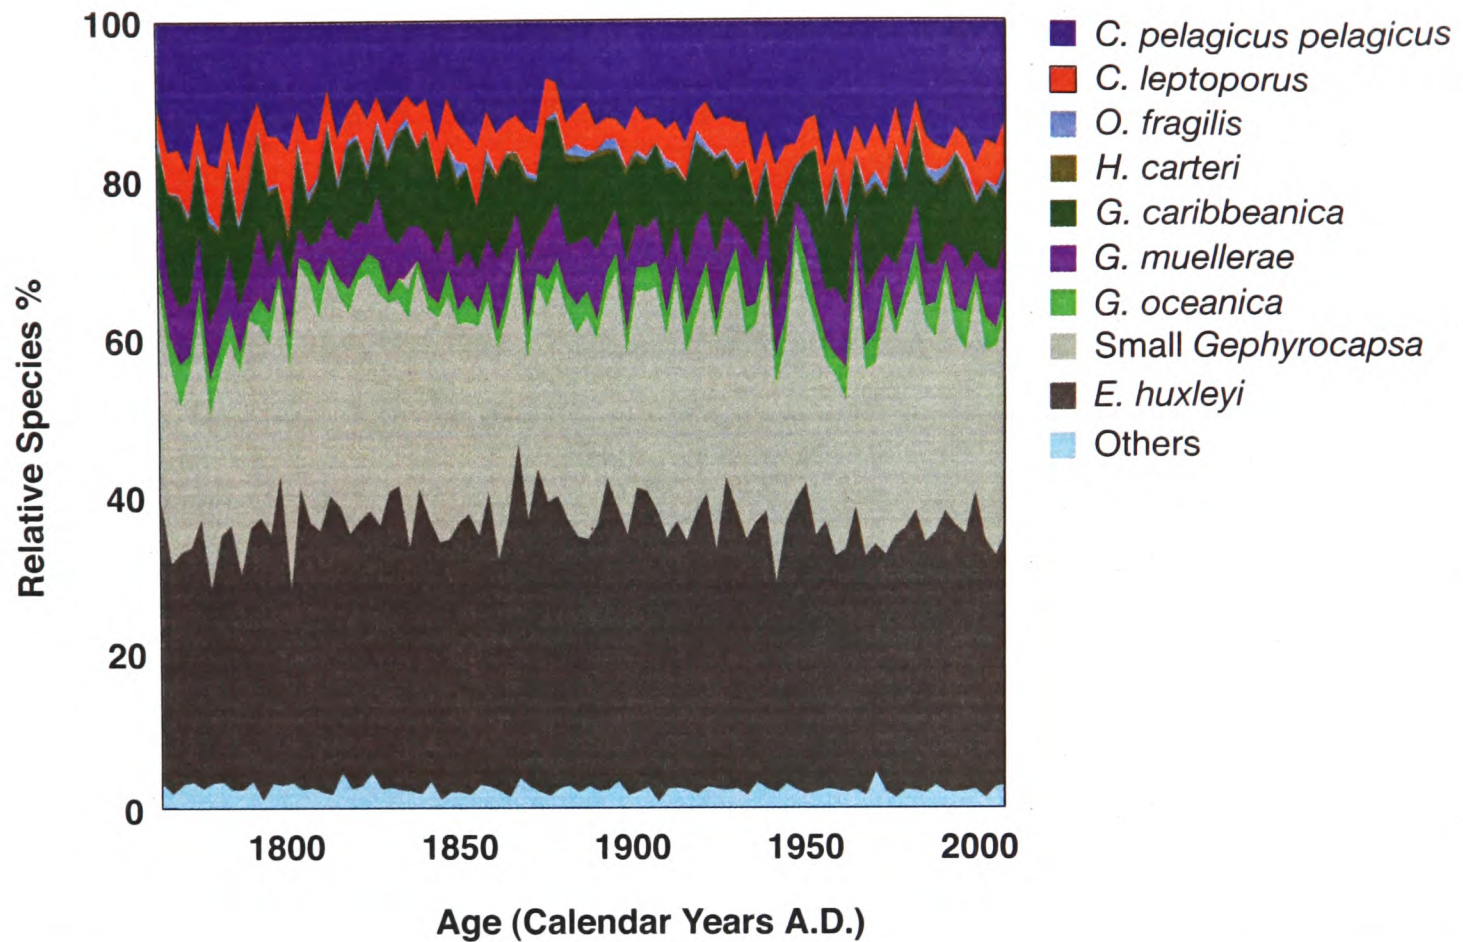 100
80
60
40
20
0
Relative Species %
1800 1850 1900 1950 2000
Age (Calendar Years A.D.)
C. pelagicus pelagicus
C. leptoporus
O. fragilis
H. carteri
G. caribbeanica
G. muellerae
G. oceanica
Small Gephyrocapsa
E. huxleyi
Others